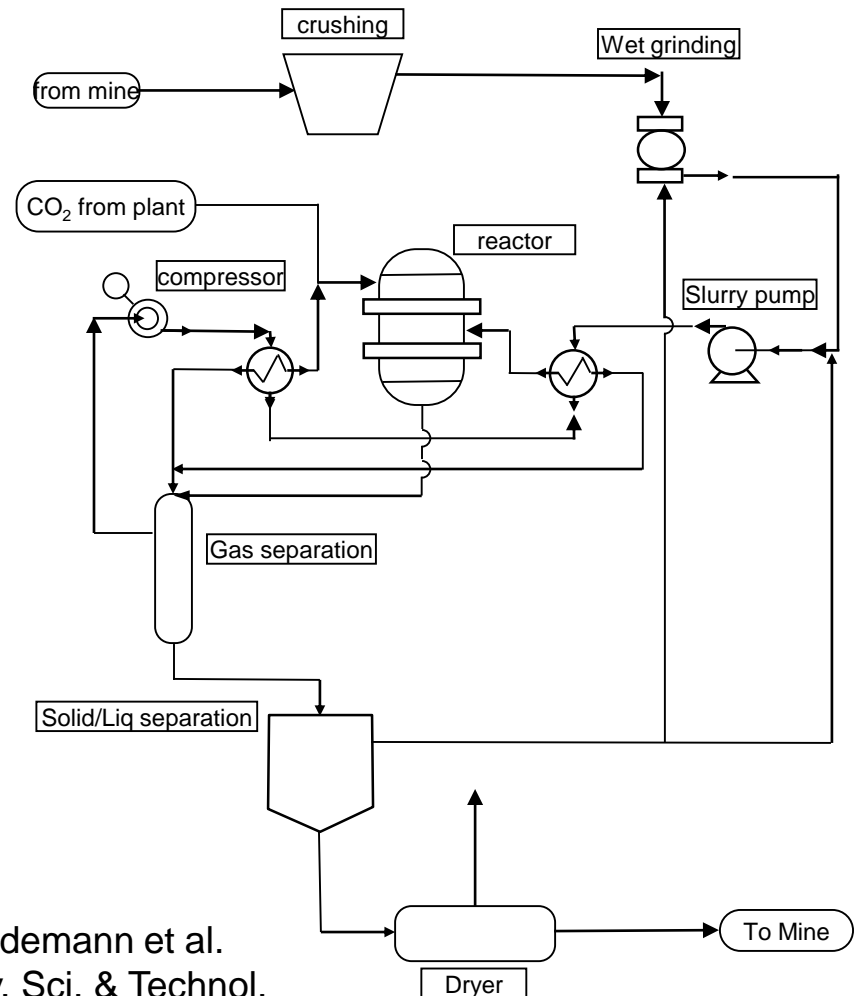 crushing
Wet grinding
from mine
CO₂ from plant
reactor
compressor
Slurry pump
Gas separation
Solid/Liq separation
To Mine
Dryer
demann et al.
Sci. & Technol.